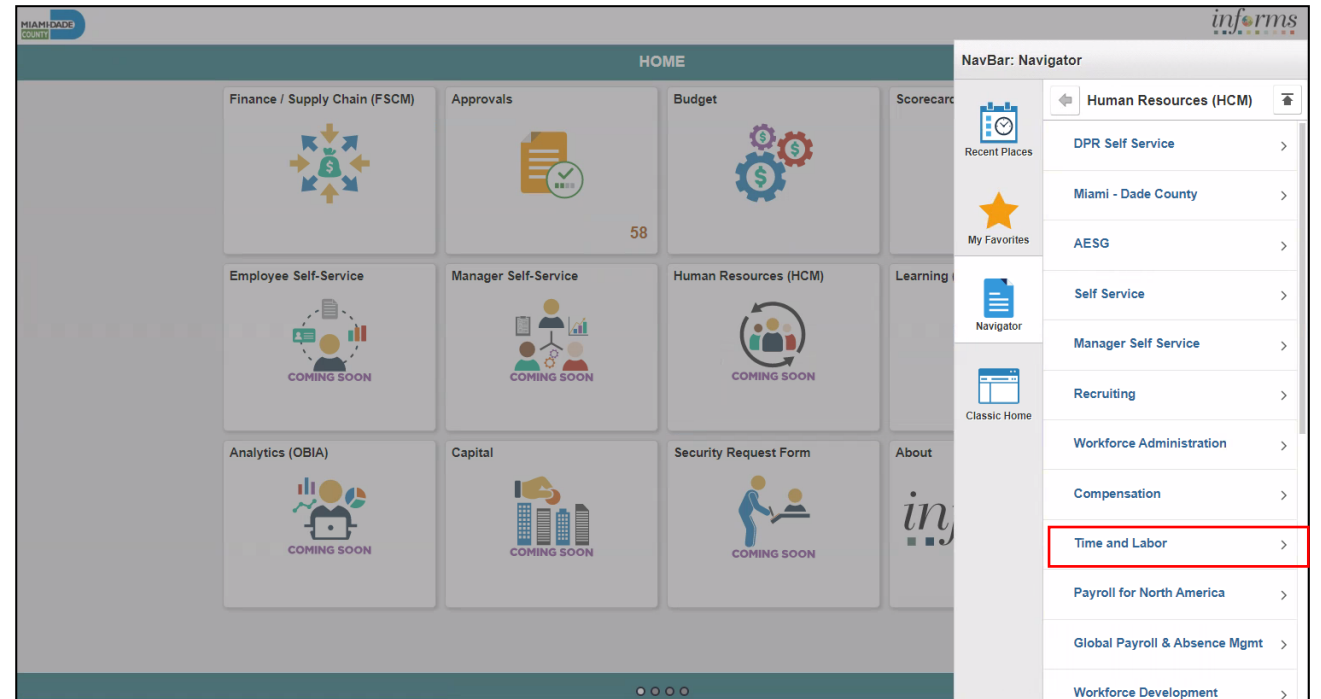 MIAMI-DADE
COUNTY
informs
HOME
Finance / Supply Chain (FSCM)
Approvals
58
Budget
Scorecard
Employee Self-Service
COMING SOON
Manager Self-Service
COMING SOON
Human Resources (HCM)
COMING SOON
Learning
Analytics (OBIA)
COMING SOON
Capital
COMING SOON
Security Request Form
COMING SOON
About
inf
NavBar: Navigator
Recent Places
My Favorites
Navigator
Classic Home
Human Resources (HCM)
DPR Self Service
Miami - Dade County
AESG
Self Service
Manager Self Service
Recruiting
Workforce Administration
Compensation
Time and Labor
Payroll for North America
Global Payroll & Absence Mgmt
Workforce Development